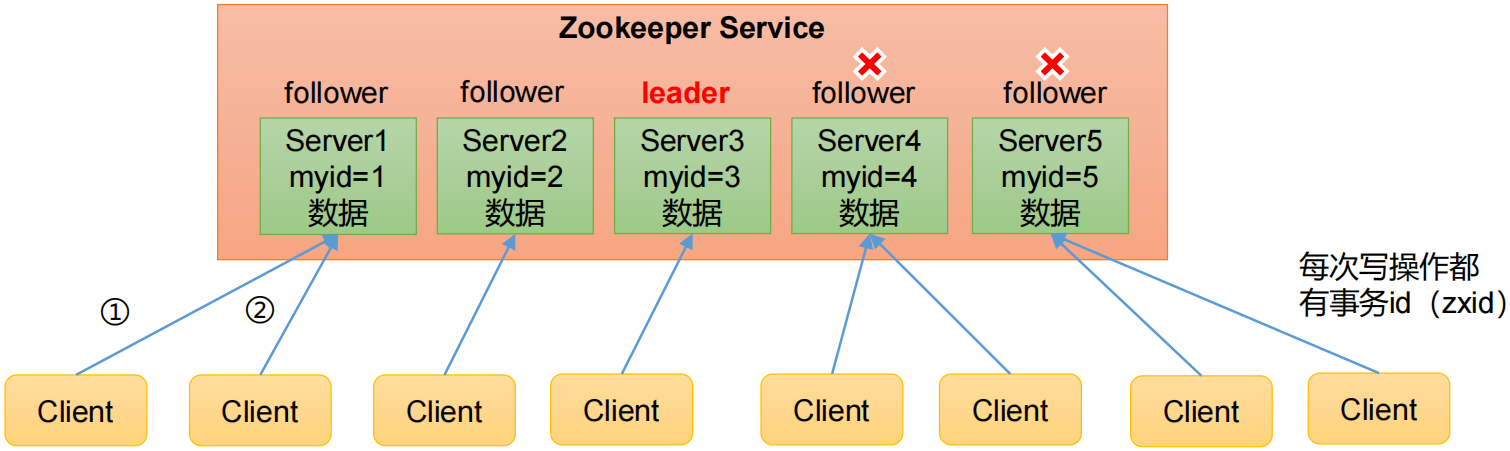 Zookeeper Service
follower
follower
leader
follower
follower
Server1
myid=1
数据
Server2
myid=2
数据
Server3
myid=3
数据
Server4
myid=4
数据
Server5
myid=5
数据
①
②
每次写操作都
有事务id（zxid）
Client
Client
Client
Client
Client
Client
Client
Client